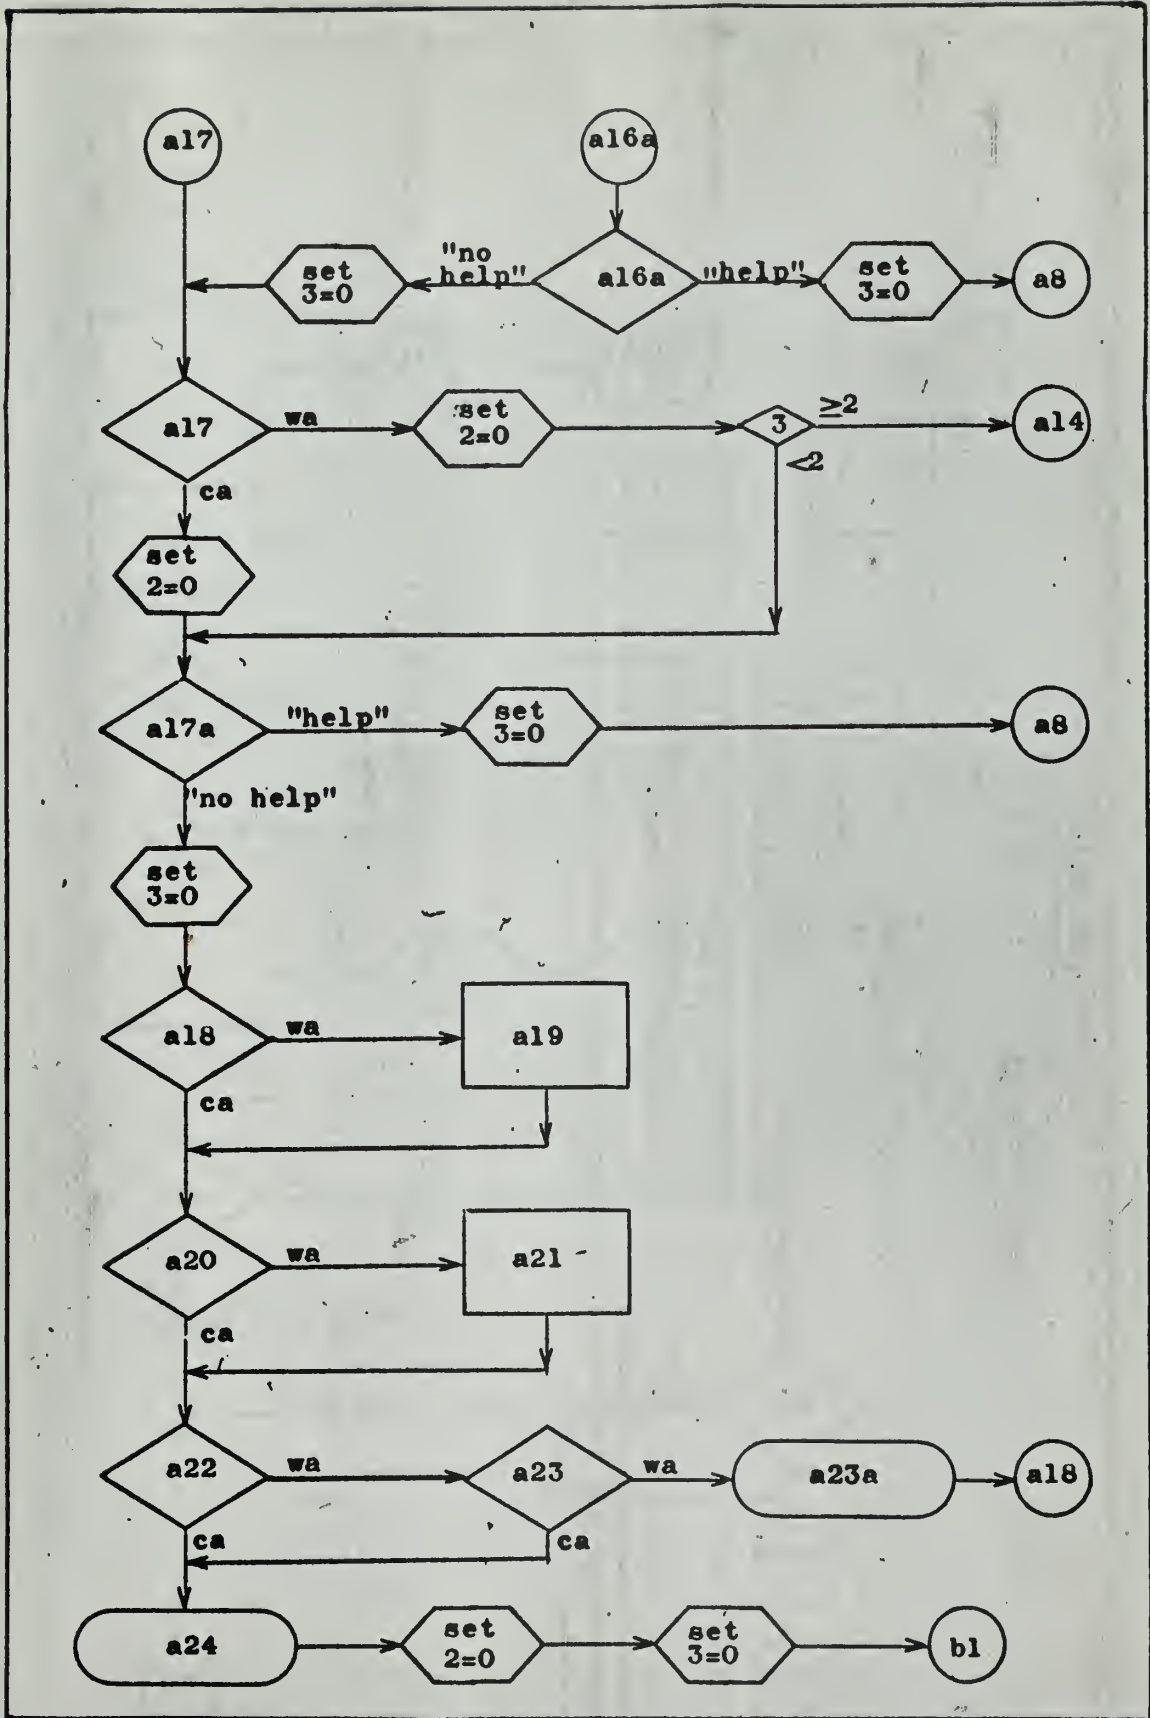 a17
a16a
"no
help"
set
3=0
a16a
"help"
set
3=0
a8
a17
wa
set
2=0
3
≥2
a14
<2
ca
set
2=0
a17a
"help"
set
3=0
a8
"no help"
set
3=0
a18
wa
a19
ca
a20
wa
a21
ca
a22
wa
a23
wa
a23a
a18
ca
ca
a24
set
2=0
set
3=0
b1